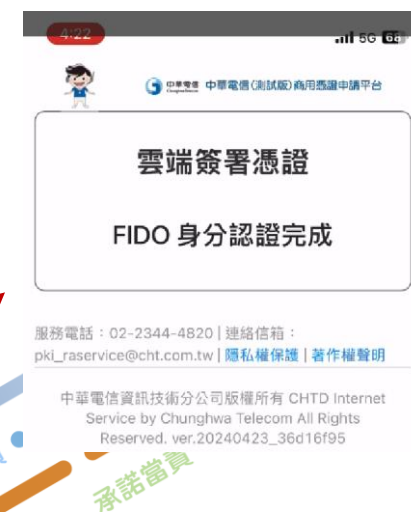 4:22
5G 66
中華電信 中華電信(測試版)商用憑證申請平台
Chunghwa Telecom
雲端簽署憑證
FIDO 身分認證完成
服務電話：02-2344-4820 | 連絡信箱：
pki_raservice@cht.com.tw | 隱私權保護 | 著作權聲明
中華電信資訊技術分公司版權所有 CHTD Internet
Service by Chunghwa Telecom All Rights
Reserved. ver.20240423_36d16f95
承諾當責